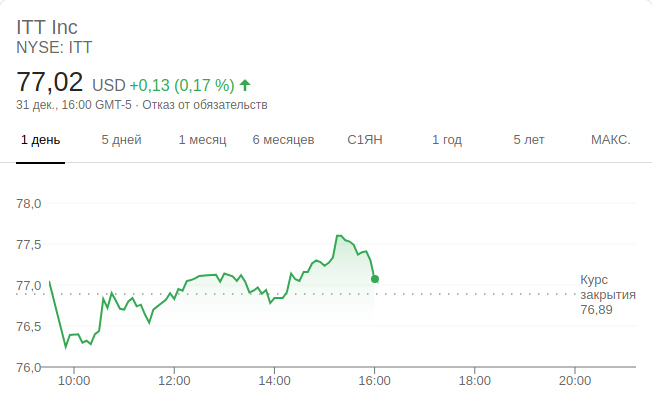 ITT Inc
NYSE: ITT
77,02 USD +0,13 (0,17 %)
31 дек., 16:00 GMT-5 · Отказ от обязательств
1 день 5 дней 1 месяц 6 месяцев С1ЯН 1 год 5 лет МАКС.
78,0
77,5
77,0
76,5
76,0
Курс
закрытия
76,89
10:00 12:00 14:00 16:00 18:00 20:00